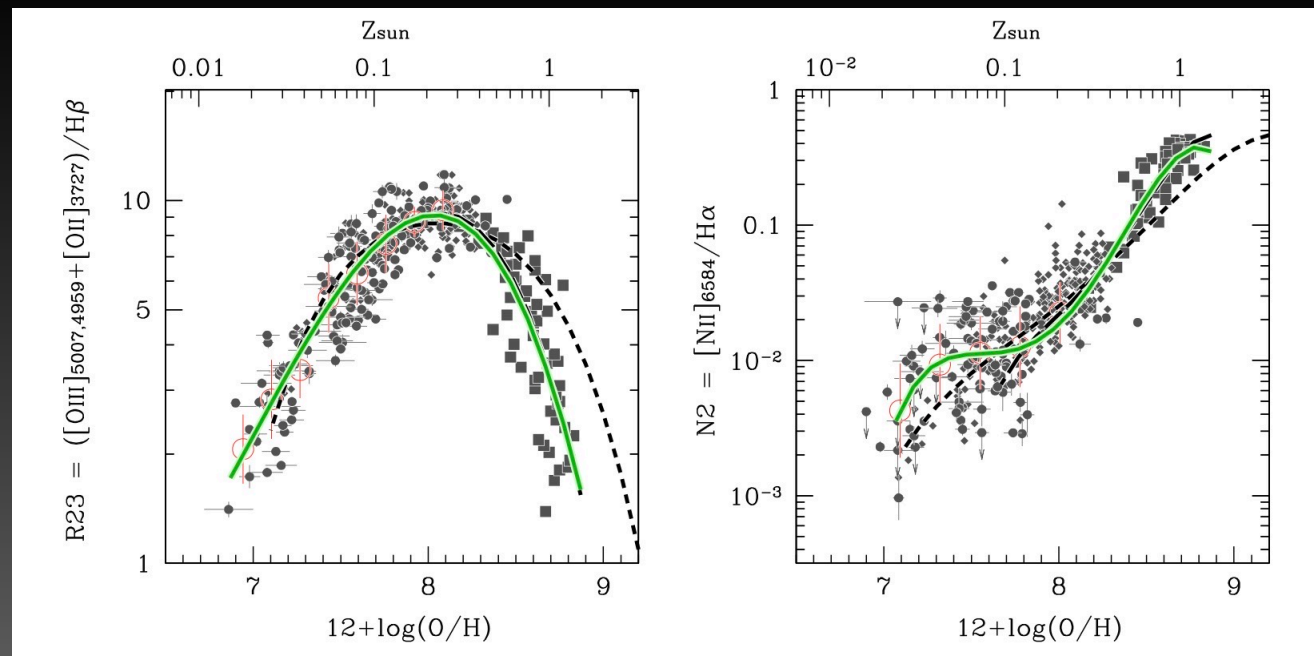 Zsun
0.01 0.1 1
R23 = ([OIII]5007,4959+[OII]3727)/Hβ
10
5
1
7 8 9
12+log(O/H)
Zsun
10−2 0.1 1
N2 = [NII]6584/Hα
1
0.1
10−2
10−3
7 8 9
12+log(O/H)